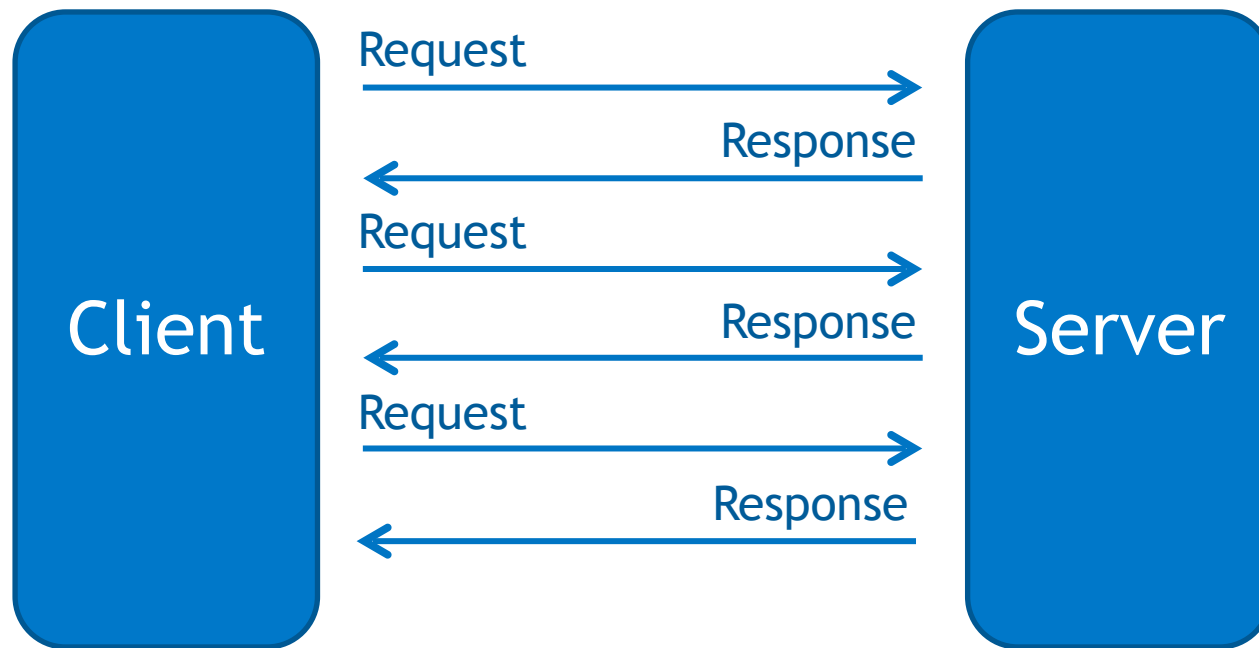 Request
Response
Request
Client
Response
Server
Request
Response